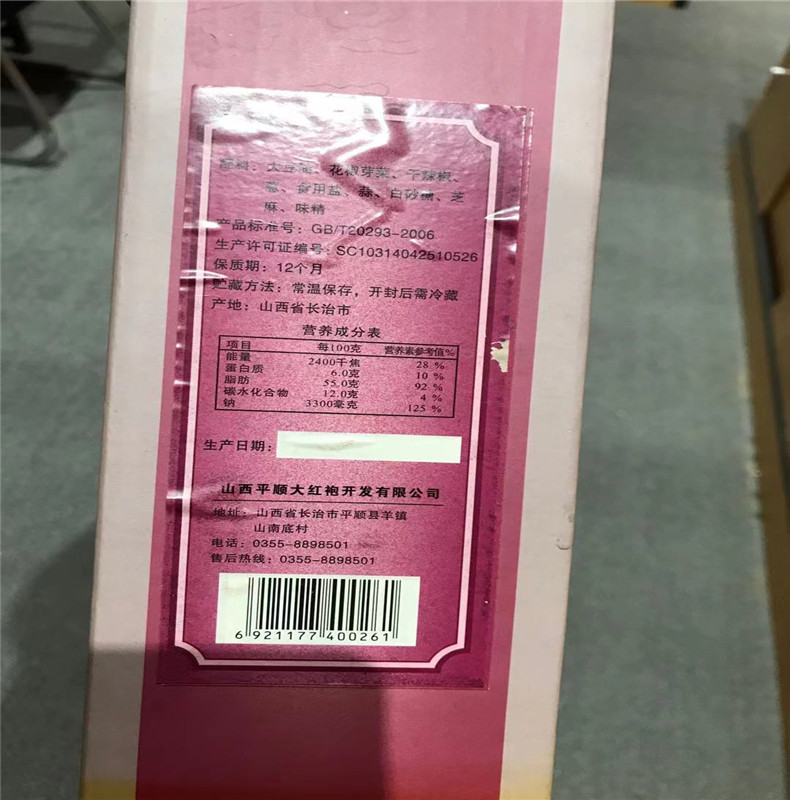 配料：大豆油、花椒芽菜、干辣椒、
葱、食用盐、蒜、白砂糖、芝
麻、味精
产品标准号：GB/T20293-2006
生产许可证编号：SC10314042510526
保质期：12个月
贮藏方法：常温保存，开封后需冷藏
产地：山西省长治市
营养成分表
项目 每100克 营养素参考值%
能量 2400千焦 28 %
蛋白质 6.0克 10 %
脂肪 55.0克 92 %
碳水化合物 12.0克 4 %
钠 3300毫克 125 %
生产日期：
山西平顺大红袍开发有限公司
地址：山西省长治市平顺县羊镇
山南底村
电话：0355-8898501
售后热线：0355-8898501
6 921177 400261